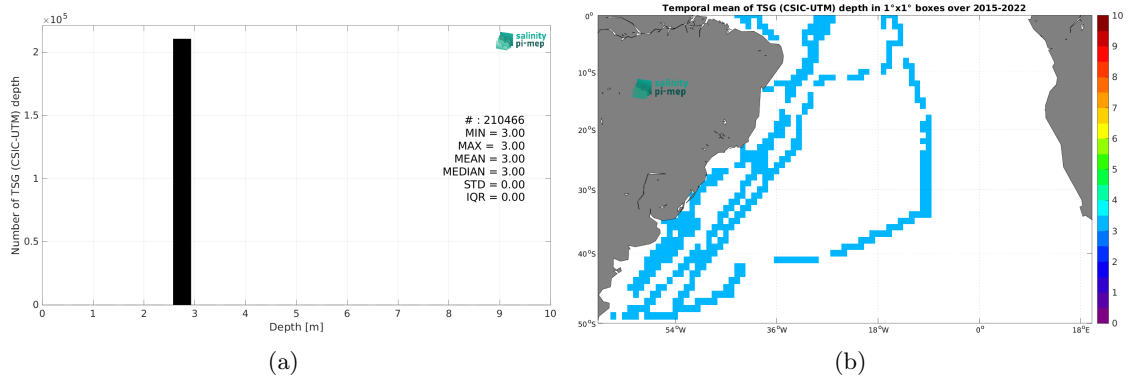 ×10⁵
2
1.5
1
0.5
0
0 1 2 3 4 5 6 7 8 9 10
Number of TSG (CSIC-UTM) depth
Depth [m]
salinity
pi-mep
# : 210466
MIN = 3.00
MAX = 3.00
MEAN = 3.00
MEDIAN = 3.00
STD = 0.00
IQR = 0.00
(a)
Temporal mean of TSG (CSIC-UTM) depth in 1°x1° boxes over 2015-2022
0°
10°S
20°S
30°S
40°S
50°S
54°W 36°W 18°W 0° 18°E
salinity
pi-mep
10
9
8
7
6
5
4
3
2
1
0
(b)